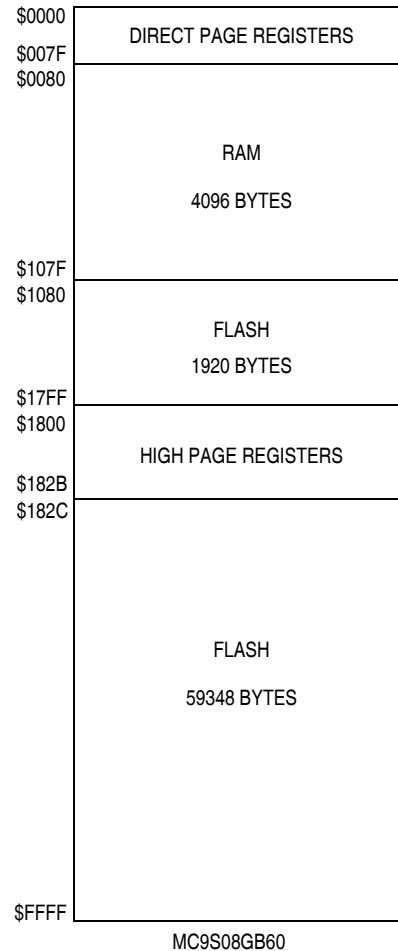 $0000
DIRECT PAGE REGISTERS
$007F
$0080
RAM
4096 BYTES
$107F
$1080
FLASH
1920 BYTES
$17FF
$1800
HIGH PAGE REGISTERS
$182B
$182C
FLASH
59348 BYTES
$FFFF
MC9S08GB60